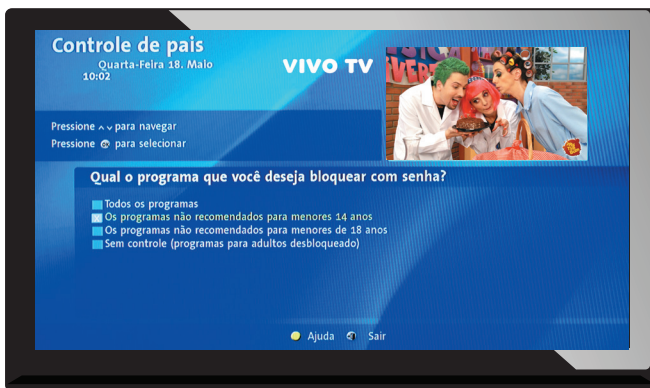 Controle de pais
Quarta-Feira 18. Maio
10:02
VIVO TV
Pressione para navegar
Pressione OK para selecionar
Qual o programa que você deseja bloquear com senha?
Todos os programas
X Os programas não recomendados para menores 14 anos
Os programas não recomendados para menores de 18 anos
Sem controle (programas para adultos desbloqueado)
Ajuda Sair